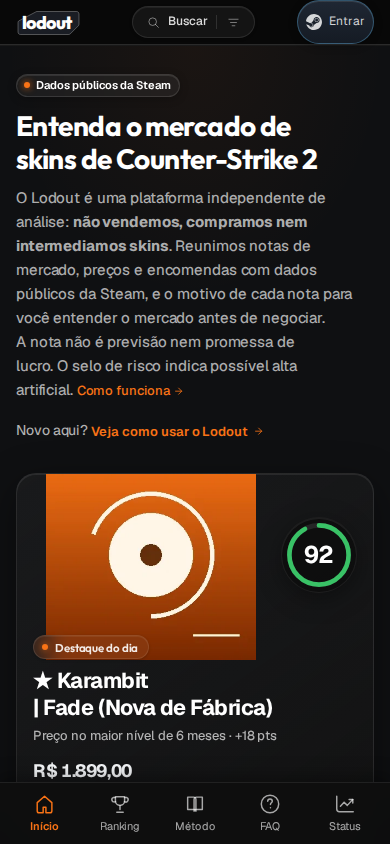 lodout
Buscar
Entrar
Dados públicos da Steam
Entenda o mercado de
skins de Counter-Strike 2
O Lodout é uma plataforma independente de
análise: não vendemos, compramos nem
intermediamos skins. Reunimos notas de
mercado, preços e encomendas com dados
públicos da Steam, e o motivo de cada nota para
você entender o mercado antes de negociar.
A nota não é previsão nem promessa de
lucro. O selo de risco indica possível alta
artificial. Como funciona →
Novo aqui? Veja como usar o Lodout →
92
Destaque do dia
★ Karambit
| Fade (Nova de Fábrica)
Preço no maior nível de 6 meses · +18 pts
R$ 1.899,00
Início
Ranking
Método
FAQ
Status